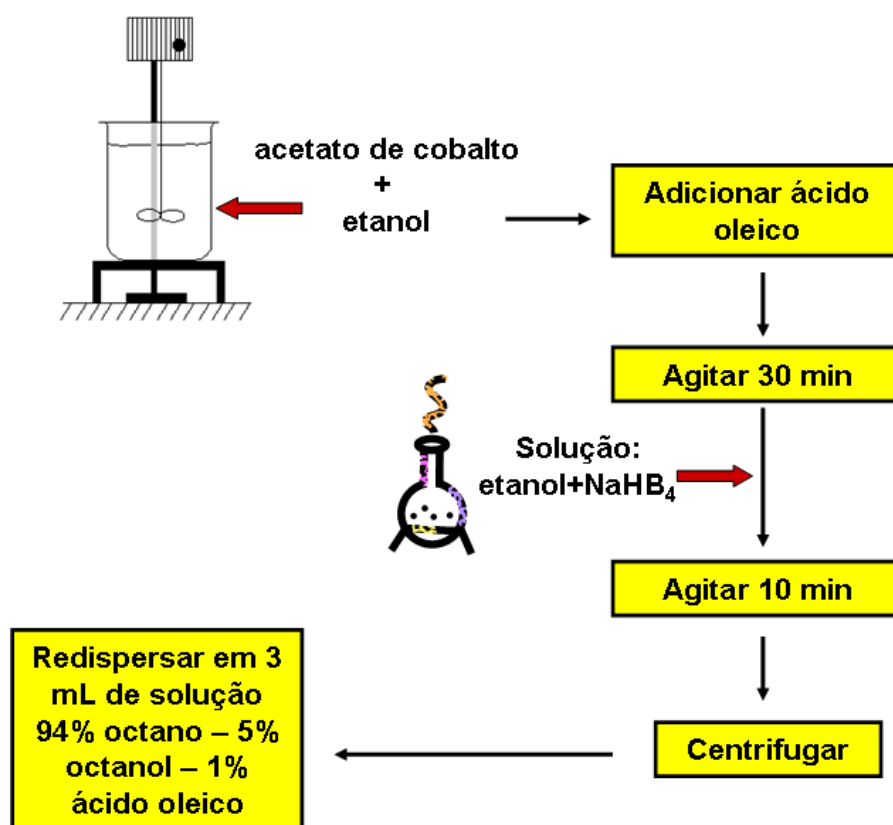 acetato de cobalto
+
etanol
Adicionar ácido
oleico
Agitar 30 min
Solução:
etanol+NaHB₄
Agitar 10 min
Centrifugar
Redispersar em 3
mL de solução
94% octano – 5%
octanol – 1%
ácido oleico